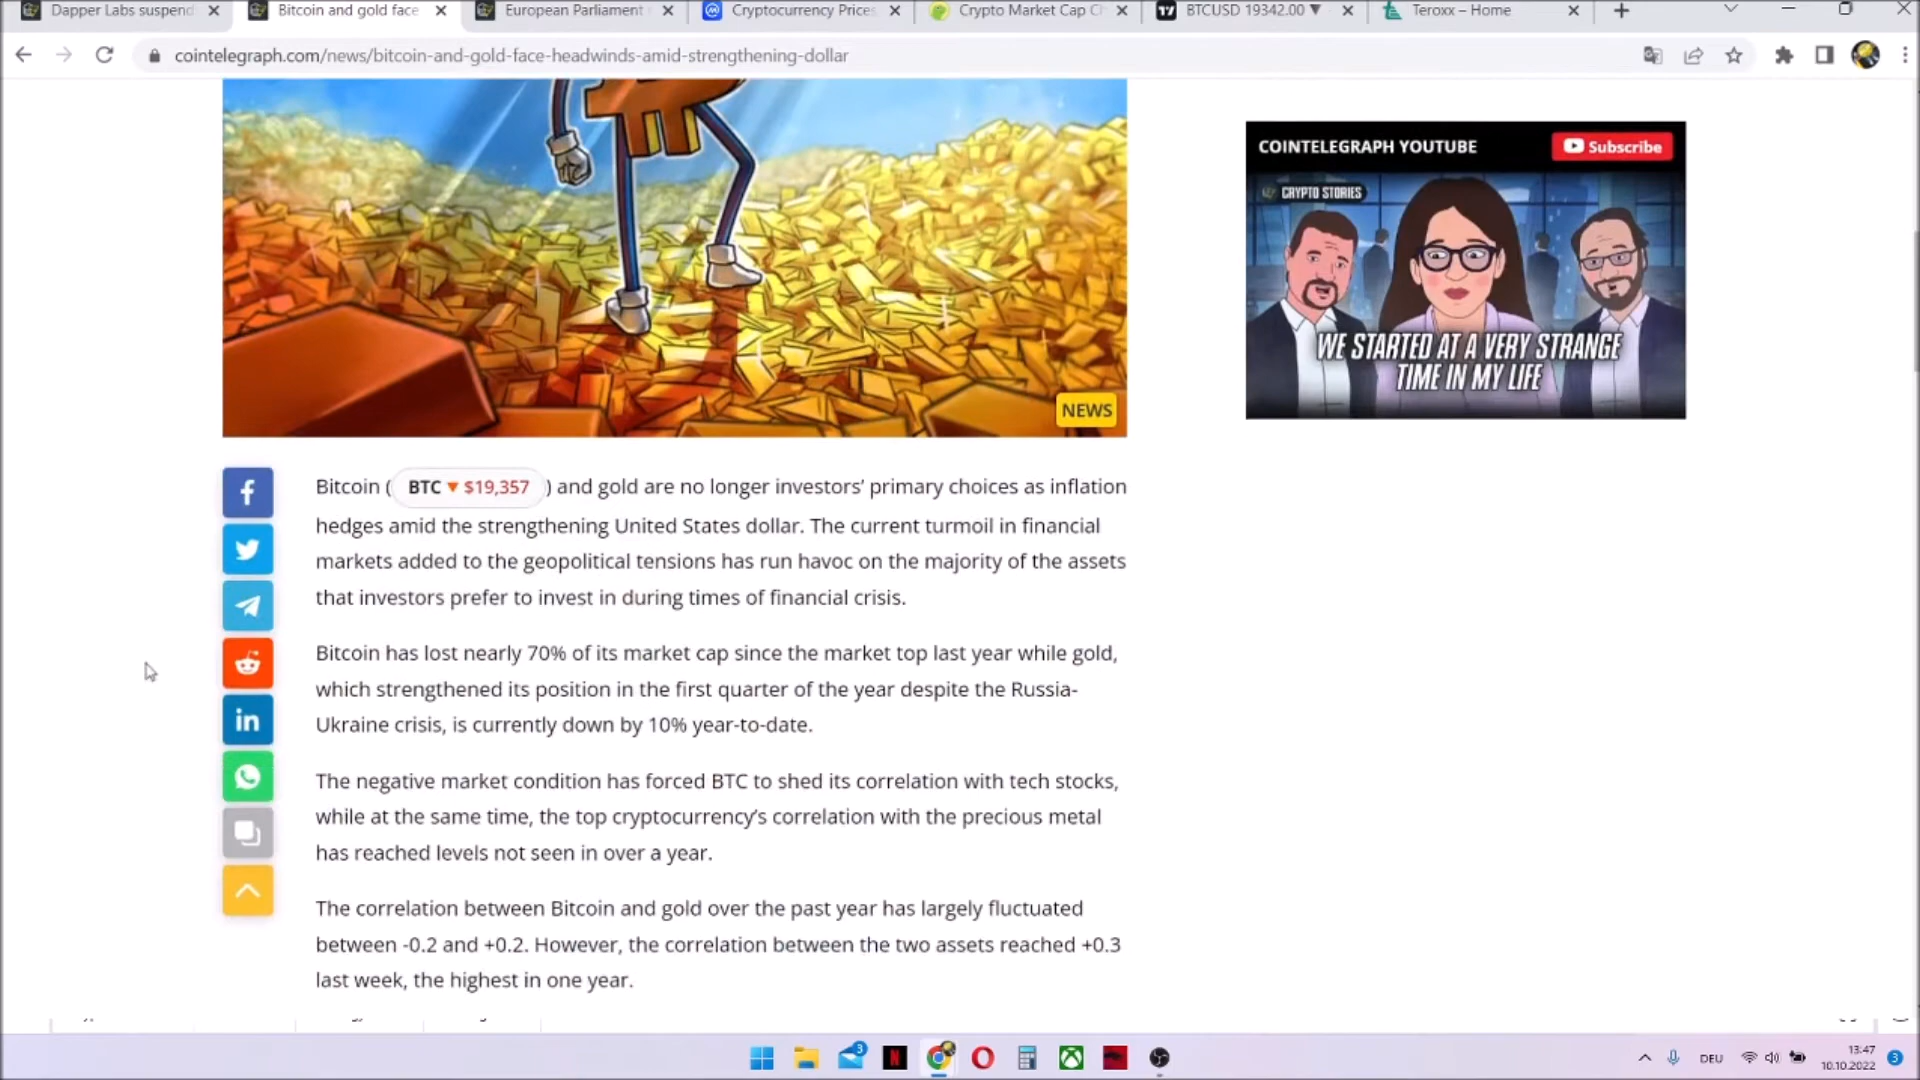 Dapper Labs suspend
Bitcoin and gold face
European Parliament
Cryptocurrency Prices
Crypto Market Cap C
BTCUSD 19342.00 ▼
Teroxx – Home
cointelegraph.com/news/bitcoin-and-gold-face-headwinds-amid-strengthening-dollar
COINTELEGRAPH YOUTUBE
Subscribe
CRYPTO STORIES
WE STARTED AT A VERY STRANGE
TIME IN MY LIFE
NEWS
Bitcoin ( BTC ▼ $19,357 ) and gold are no longer investors’ primary choices as inflation
hedges amid the strengthening United States dollar. The current turmoil in financial
markets added to the geopolitical tensions has run havoc on the majority of the assets
that investors prefer to invest in during times of financial crisis.
Bitcoin has lost nearly 70% of its market cap since the market top last year while gold,
which strengthened its position in the first quarter of the year despite the Russia-
Ukraine crisis, is currently down by 10% year-to-date.
The negative market condition has forced BTC to shed its correlation with tech stocks,
while at the same time, the top cryptocurrency’s correlation with the precious metal
has reached levels not seen in over a year.
The correlation between Bitcoin and gold over the past year has largely fluctuated
between -0.2 and +0.2. However, the correlation between the two assets reached +0.3
last week, the highest in one year.
3
DEU
13:47
10.10.2022
3